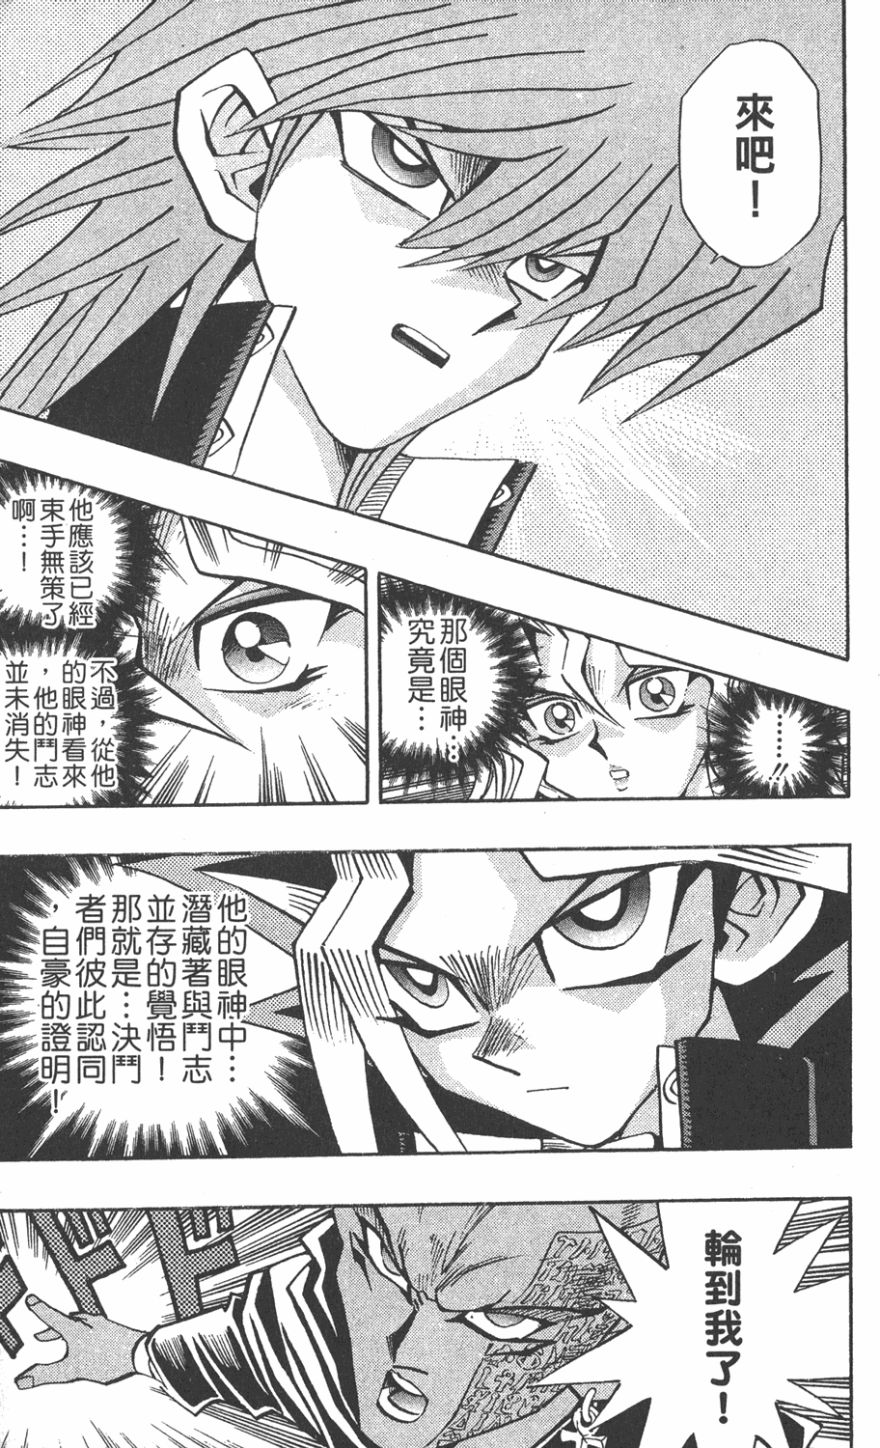 來吧！
……!!
那個眼神…
究竟是…
他應該已經
束手無策了
啊…！
不過，從他
的眼神看來
，他的鬥志
並未消失！
他的眼神中…
潛藏著與鬥志
並存的覺悟！
那就是…決鬥
者們彼此認同
，自豪的證明！
輪到我了！
ドドド